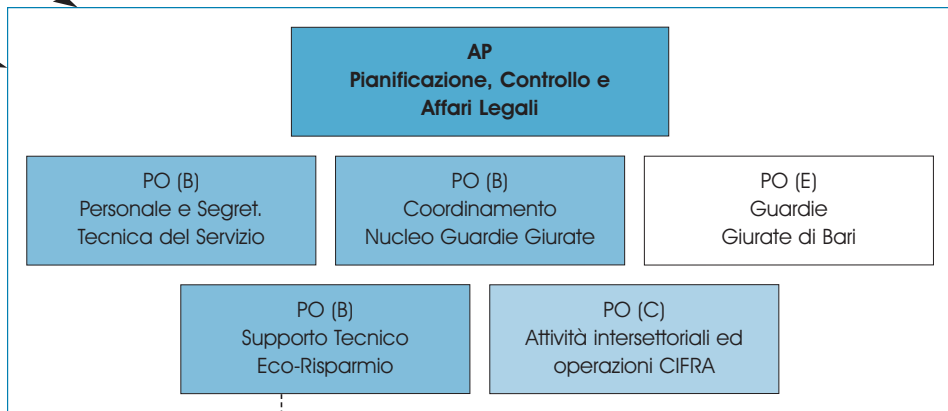 AP
Pianificazione, Controllo e
Affari Legali
PO (B)
Personale e Segret.
Tecnica del Servizio
PO (B)
Coordinamento
Nucleo Guardie Giurate
PO (E)
Guardie
Giurate di Bari
PO (B)
Supporto Tecnico
Eco-Risparmio
PO (C)
Attività intersettoriali ed
operazioni CIFRA